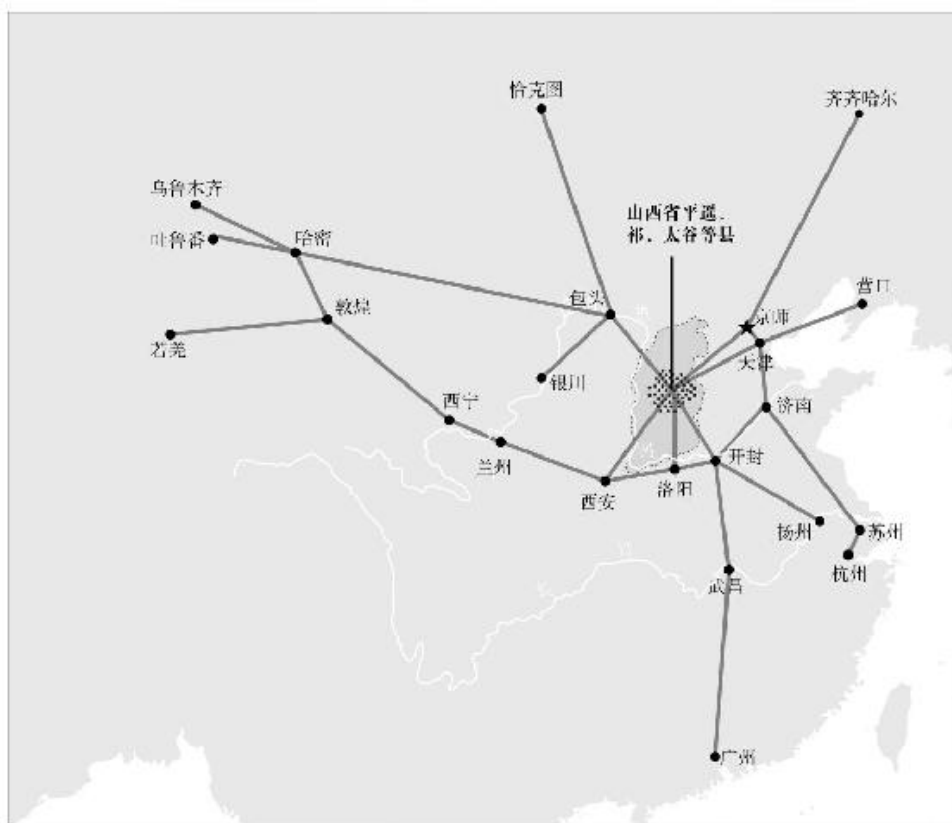 恰克图
齐齐哈尔
乌鲁木齐
山西省平遥、
祁、太谷等县
吐鲁番
哈密
营口
包头
京师
敦煌
天津
若羌
银川
西宁
济南
兰州
开封
西安
洛阳
扬州
苏州
杭州
武昌
广州